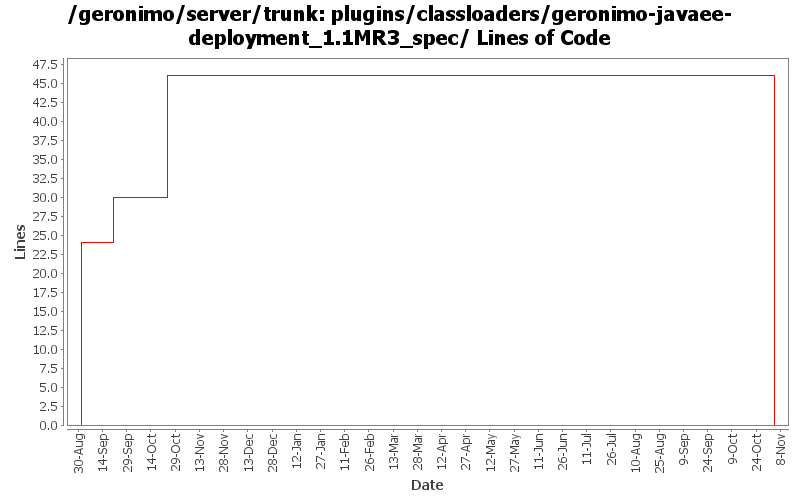 /geronimo/server/trunk: plugins/classloaders/geronimo-javaee-
deployment_1.1MR3_spec/ Lines of Code
47.5
45.0
42.5
40.0
37.5
35.0
32.5
30.0
27.5
25.0
22.5
20.0
17.5
15.0
12.5
10.0
7.5
5.0
2.5
0.0
Lines
30-Aug
14-Sep
29-Sep
14-Oct
29-Oct
13-Nov
28-Nov
13-Dec
28-Dec
12-Jan
27-Jan
11-Feb
26-Feb
13-Mar
28-Mar
12-Apr
27-Apr
12-May
27-May
11-Jun
26-Jun
11-Jul
26-Jul
10-Aug
25-Aug
9-Sep
24-Sep
9-Oct
24-Oct
8-Nov
Date